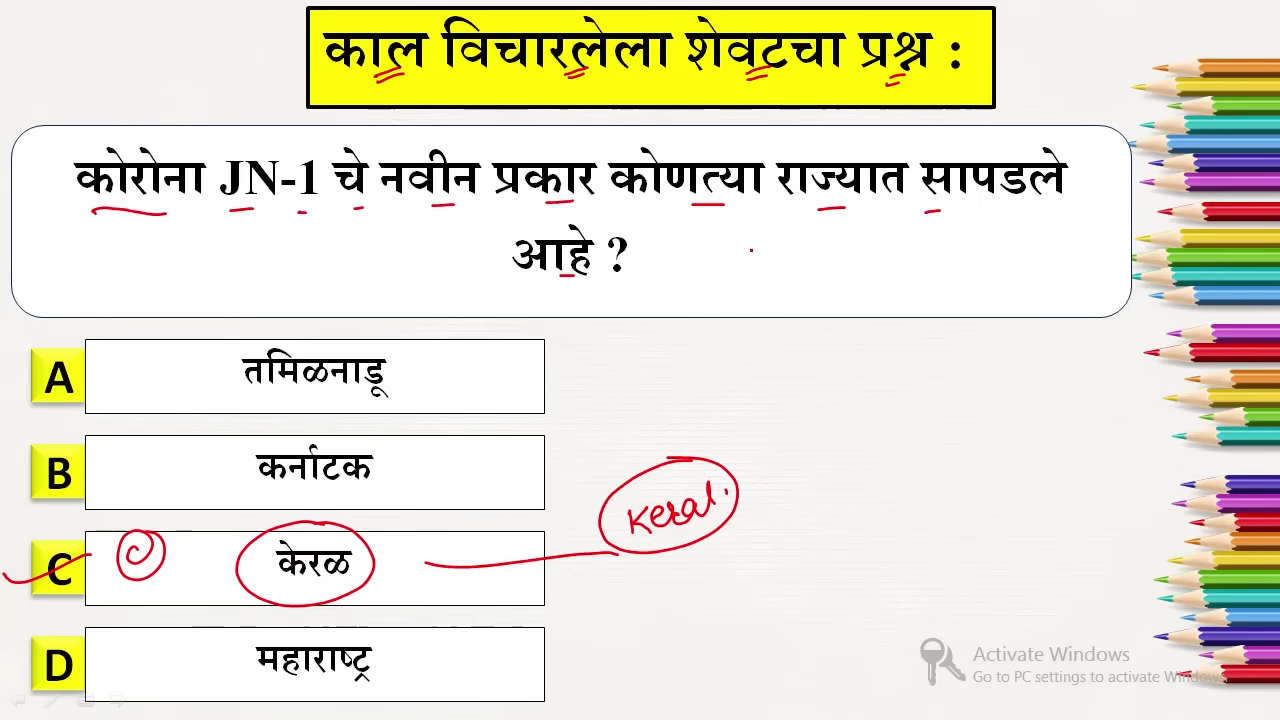 काल विचारलेला शेवटचा प्रश्न :
कोरोना JN-1 चे नवीन प्रकार कोणत्या राज्यात सापडले
आहे ?
A तमिळनाडू
B कर्नाटक
C केरळ
Keral.
D महाराष्ट्र
Activate Windows
Go to PC settings to activate Windows.